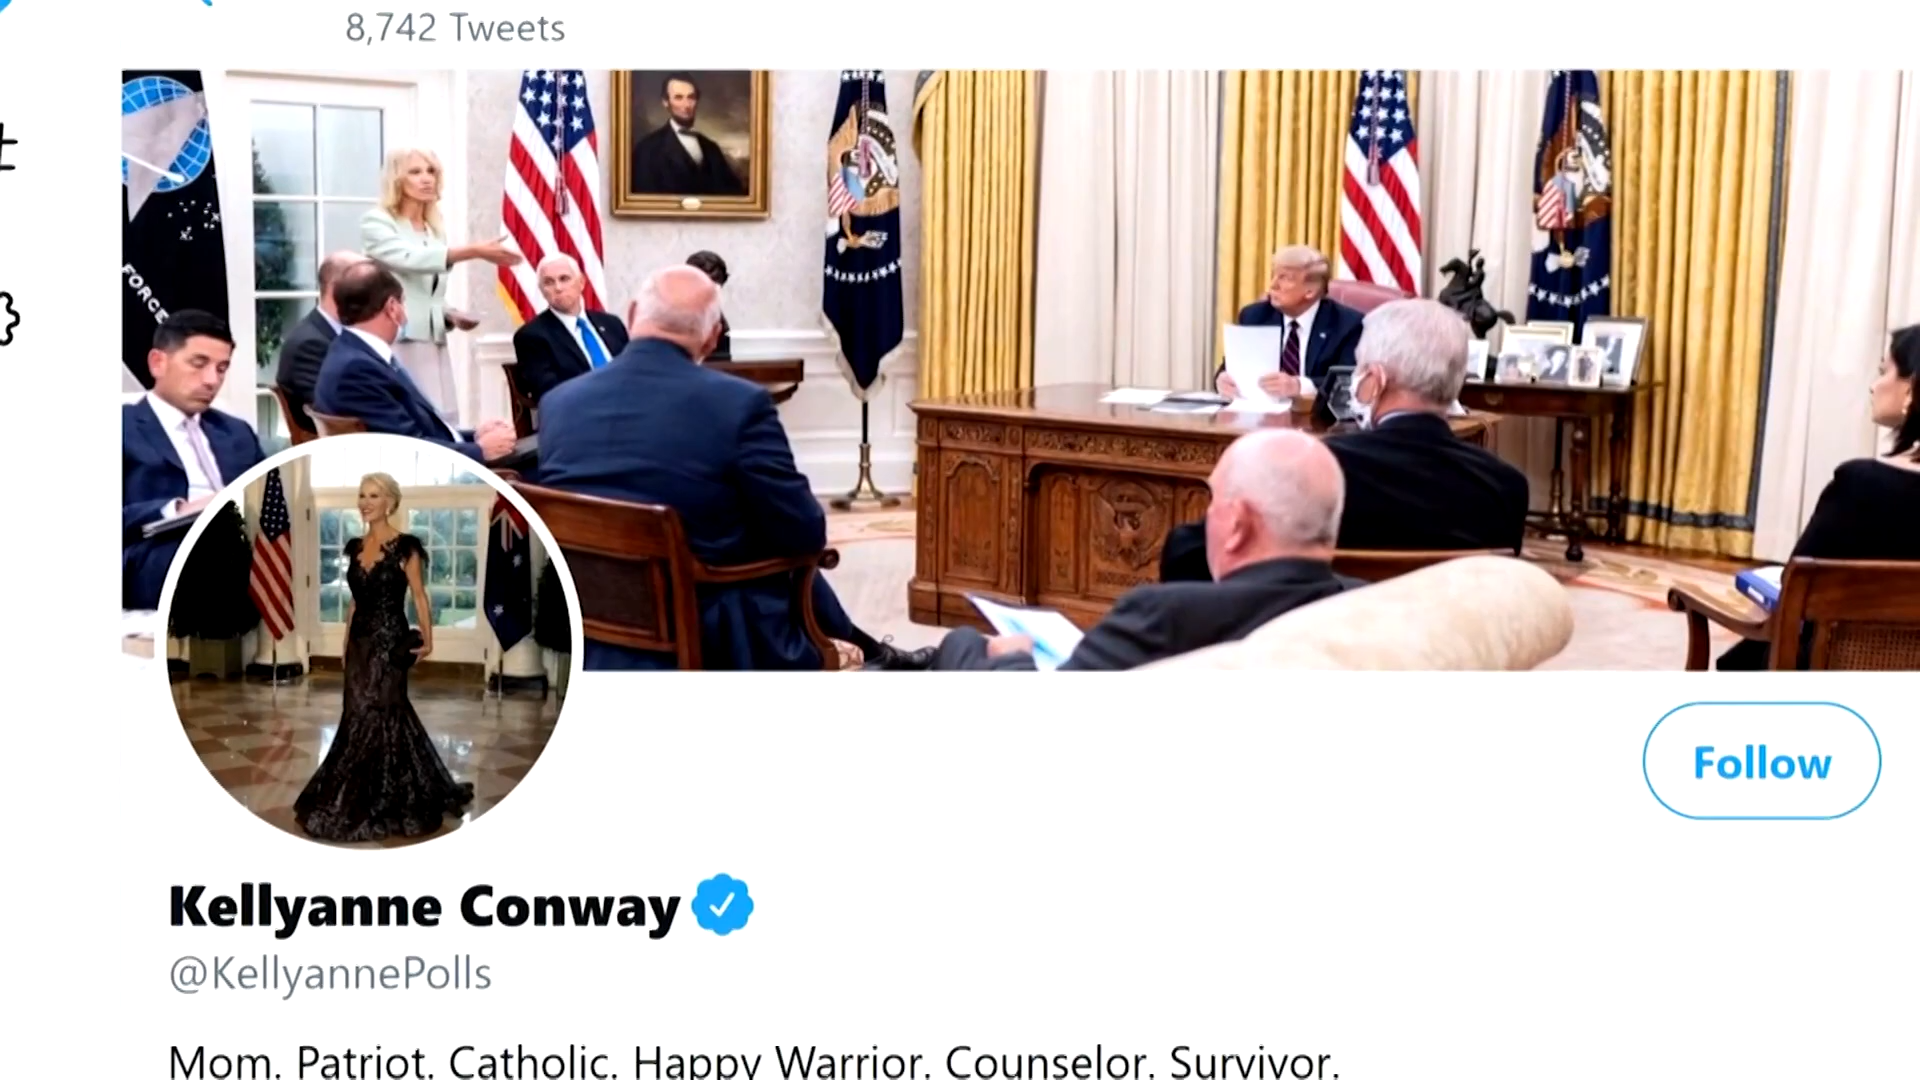 8,742 Tweets
FORCE
Follow
Kellyanne Conway
@KellyannePolls
Mom. Patriot. Catholic. Happy Warrior. Counselor. Survivor.